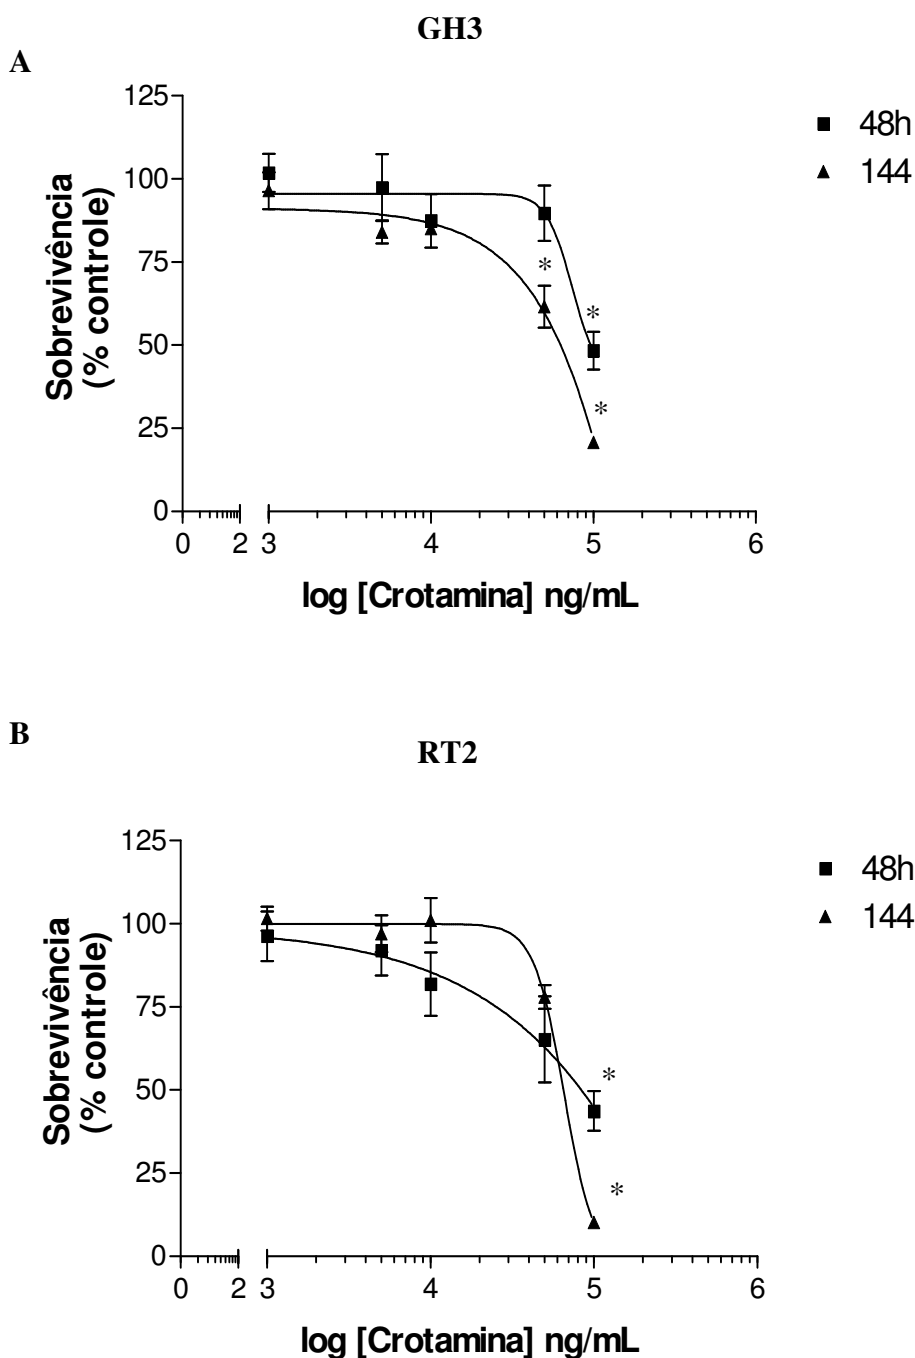 GH3
A
125
100
75
50
25
0
Sobrevivência
(% controle)
*
*
*
48h
144
0 2 3 4 5 6
log [Crotamina] ng/mL
B
RT2
125
100
75
50
25
0
Sobrevivência
(% controle)
*
*
48h
144
0 2 3 4 5 6
log [Crotamina] ng/mL